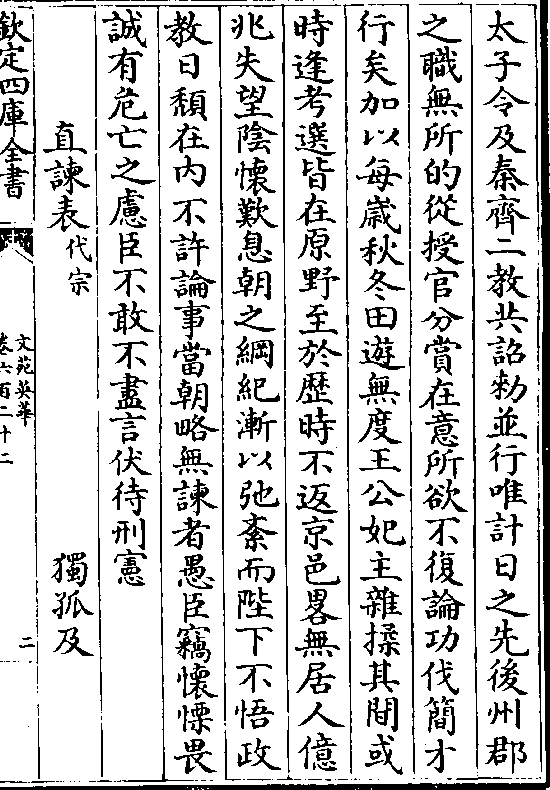 太子令及秦齊二教共詔勑並行唯計日之先後州郡
之職無所的從授官分賞在意所欲不復論功伐簡才
行矣加以每歲秋冬田遊無度王公妃主雜揉其間或
時逢考選皆在原野至於歷時不返京邑畧無居人億
兆失望陰懷歎息朝之綱紀漸以弛紊而陛下不悟政
教日頽在内不許論事當朝略無諫者愚臣竊懷慄畏
誠有危亡之慮臣不敢不盡言伏待刑憲
直諫表代宗 獨孤及
欽定四庫全書
文苑英華
卷六百二十二
二